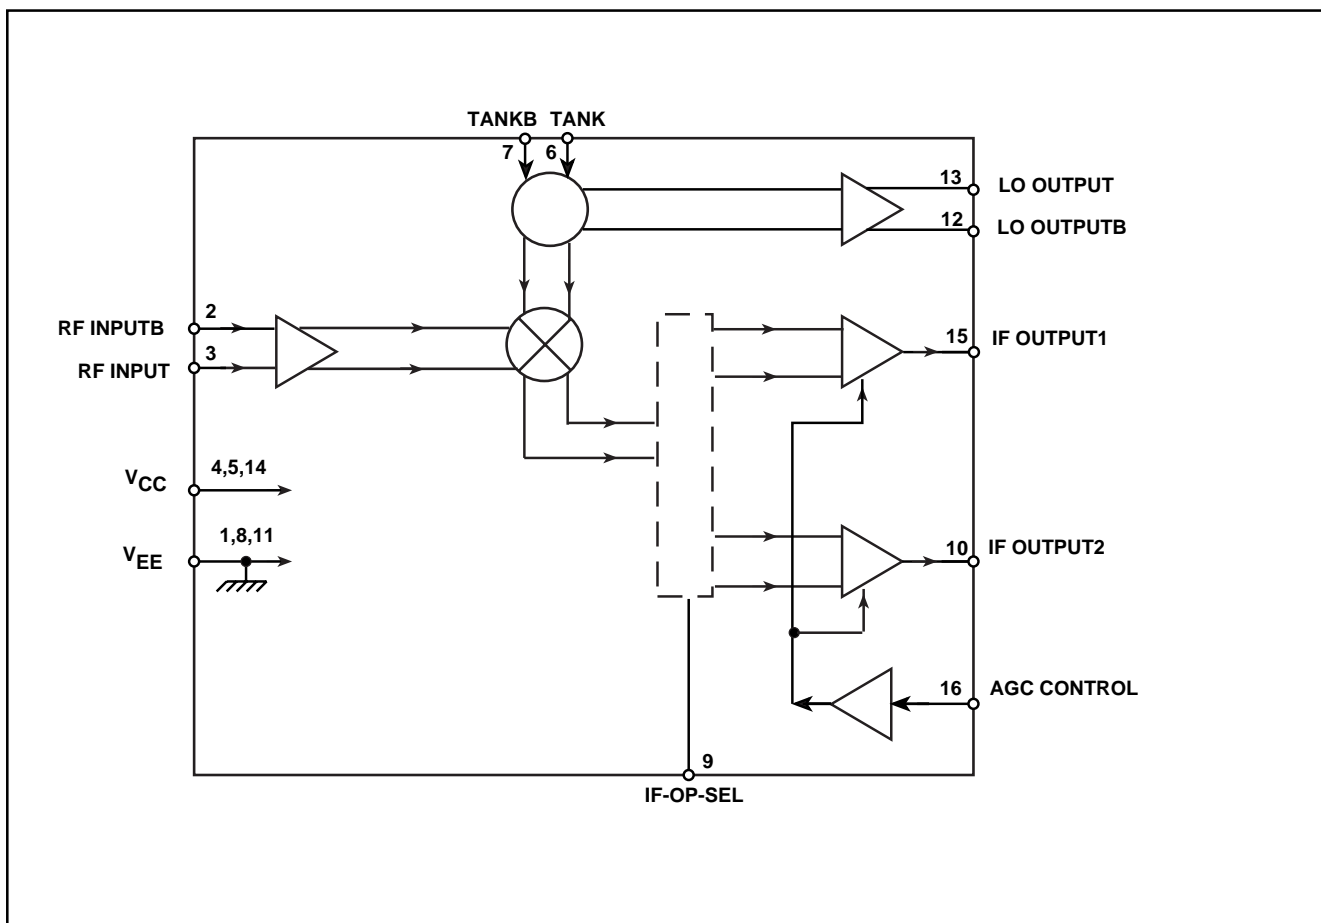 TANKB TANK
7 6
13 LO OUTPUT
12 LO OUTPUTB
RF INPUTB 2
RF INPUT 3
15 IF OUTPUT1
VCC 4,5,14
VEE 1,8,11
10 IF OUTPUT2
16 AGC CONTROL
9
IF-OP-SEL